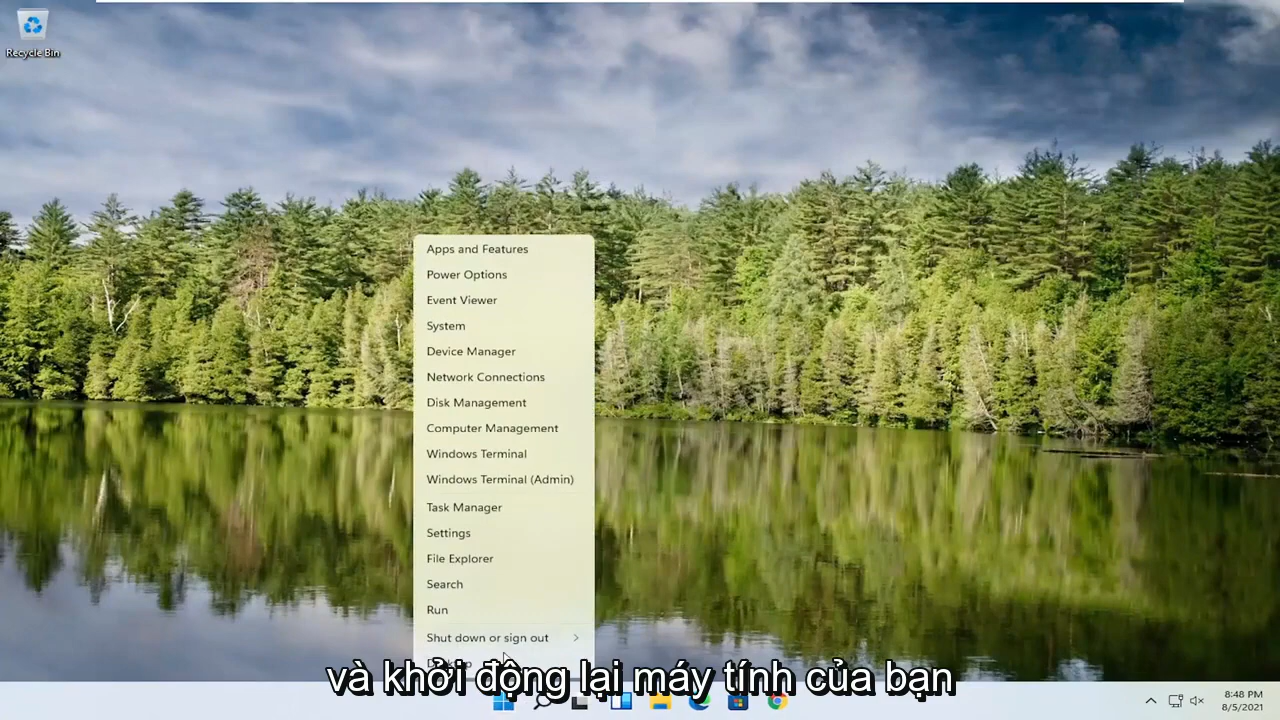 Recycle Bin
Apps and Features
Power Options
Event Viewer
System
Device Manager
Network Connections
Disk Management
Computer Management
Windows Terminal
Windows Terminal (Admin)
Task Manager
Settings
File Explorer
Search
Run
Shut down or sign out
và khởi động lại máy tính của bạn
8:48 PM
8/5/2021